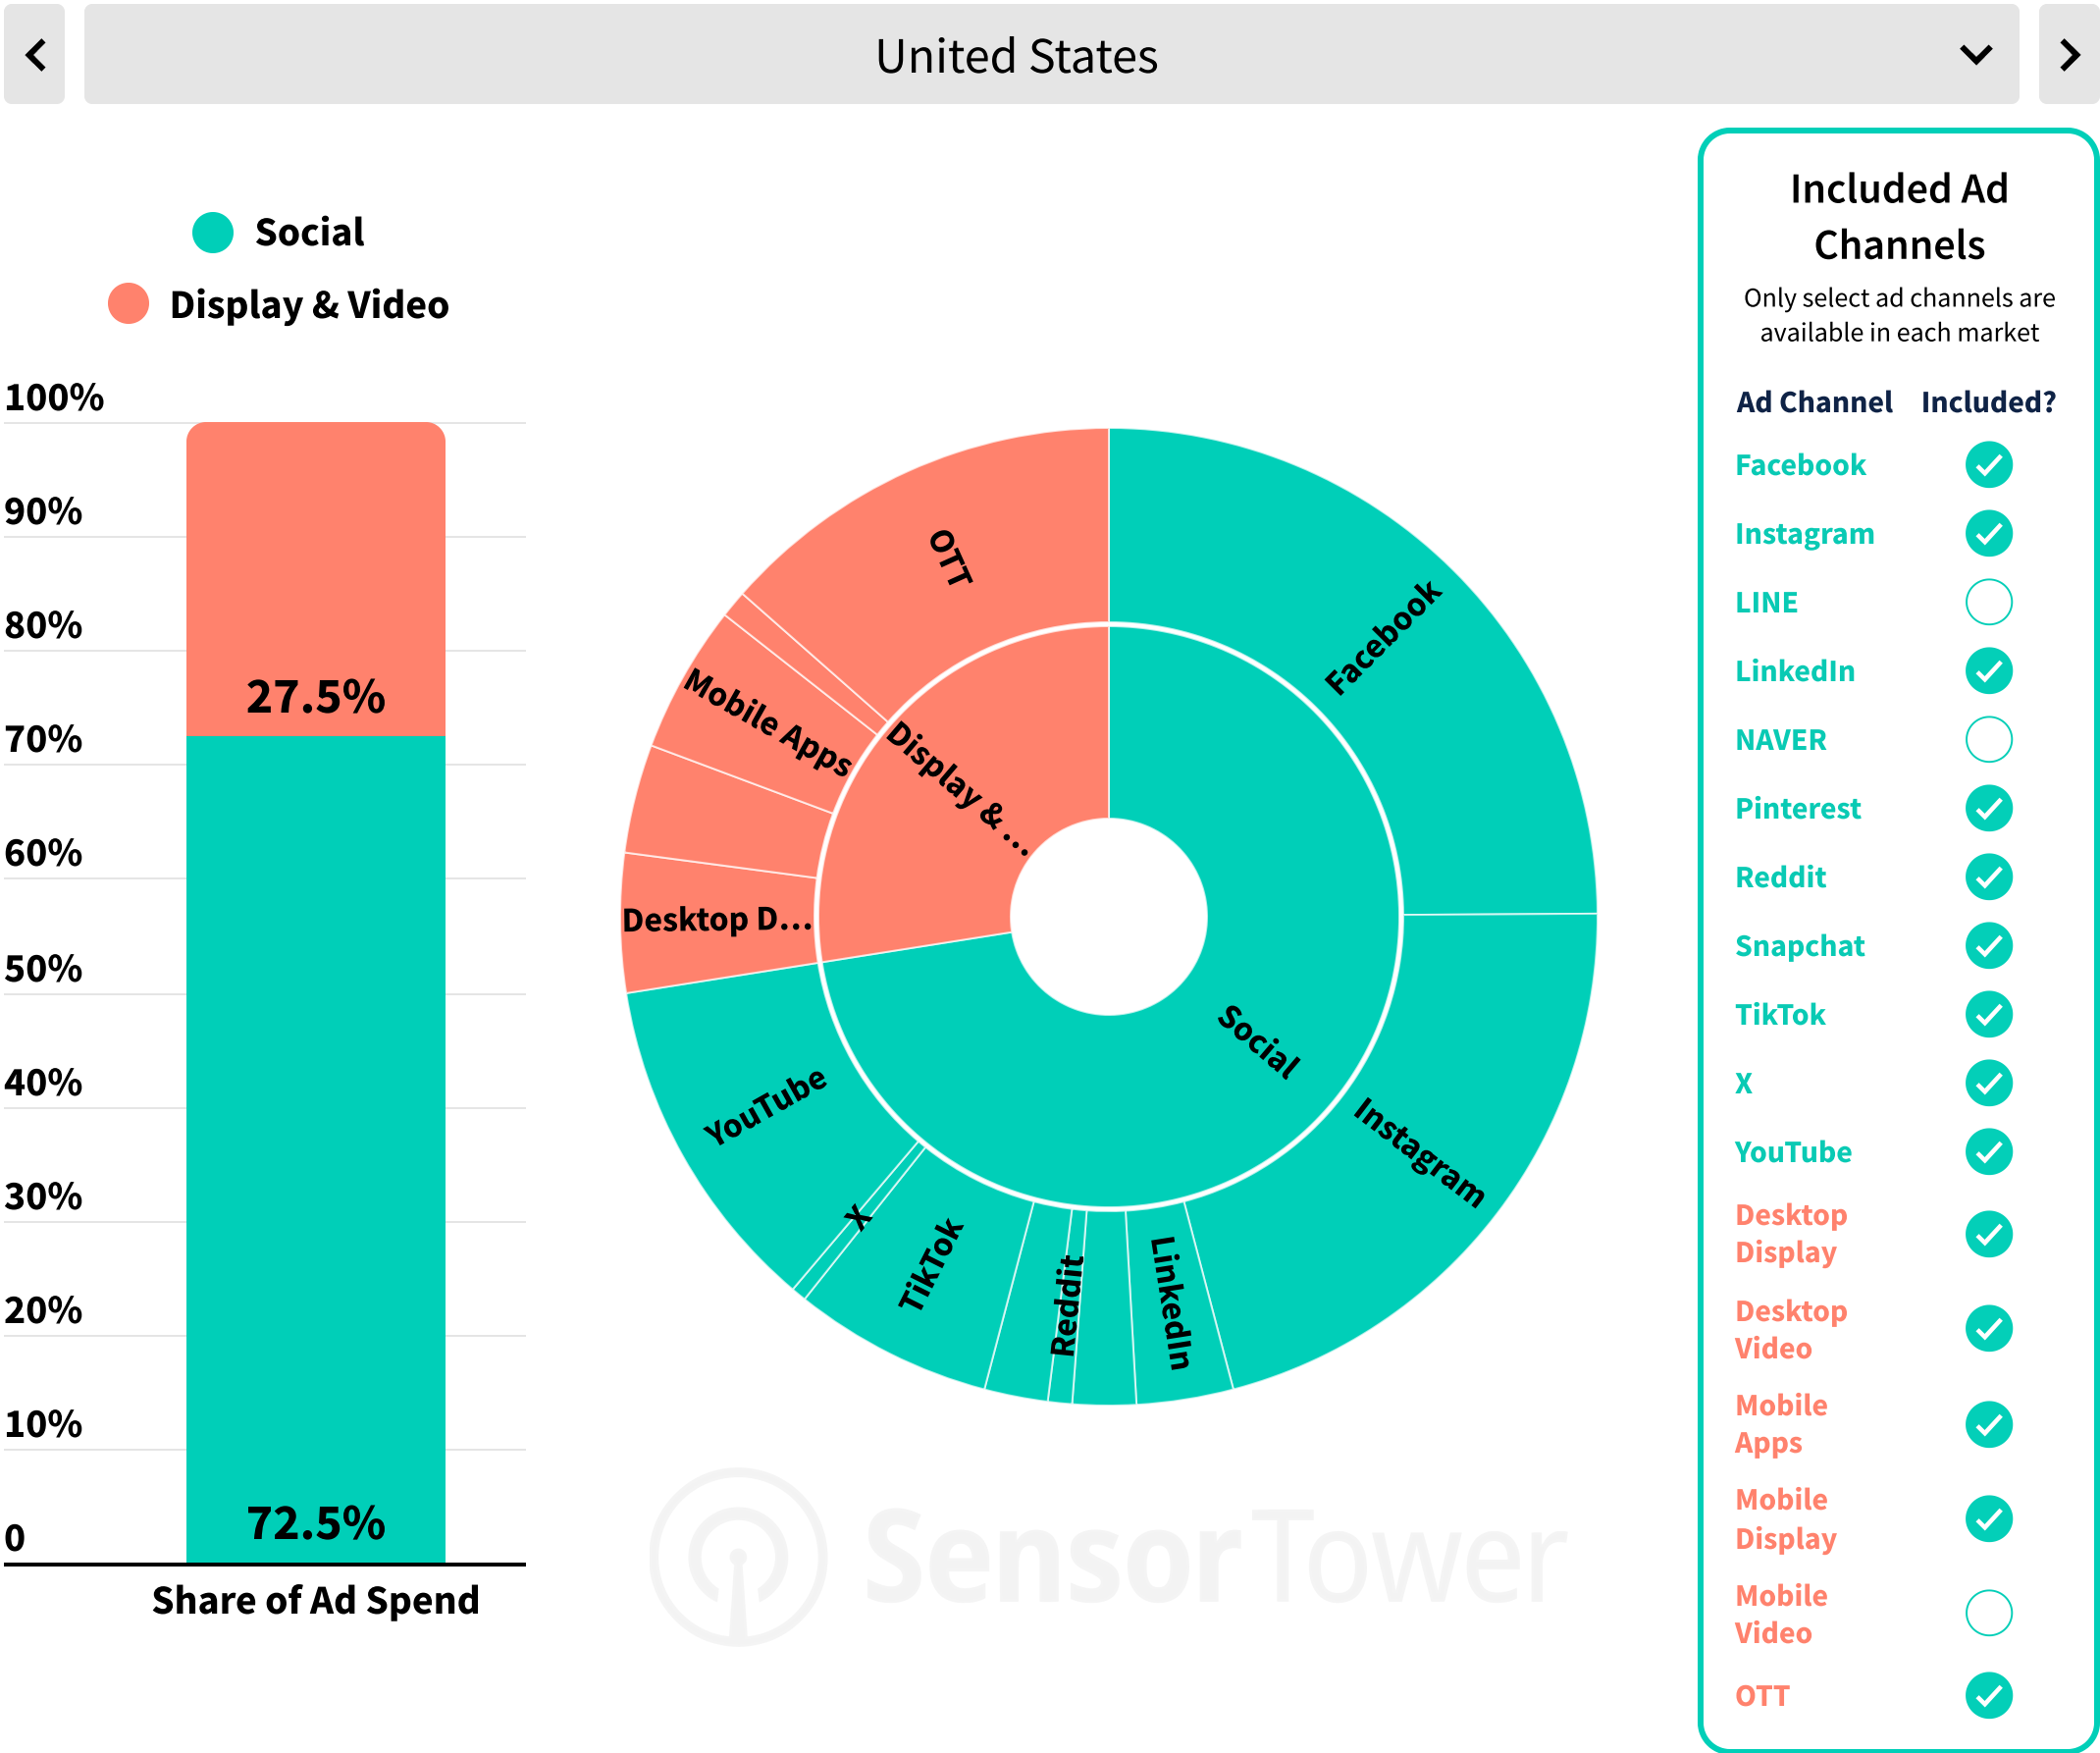 United States
Social
Display & Video
100%
90%
80%
70%
60%
50%
40%
30%
20%
10%
0
27.5%
72.5%
Share of Ad Spend
OTT
Facebook
Mobile Apps
Display & ...
Desktop D...
Social
YouTube
Instagram
X
TikTok
Reddit
LinkedIn
SensorTower
Included Ad
Channels
Only select ad channels are
available in each market
Ad Channel Included?
Facebook
Instagram
LINE
LinkedIn
NAVER
Pinterest
Reddit
Snapchat
TikTok
X
YouTube
Desktop
Display
Desktop
Video
Mobile
Apps
Mobile
Display
Mobile
Video
OTT